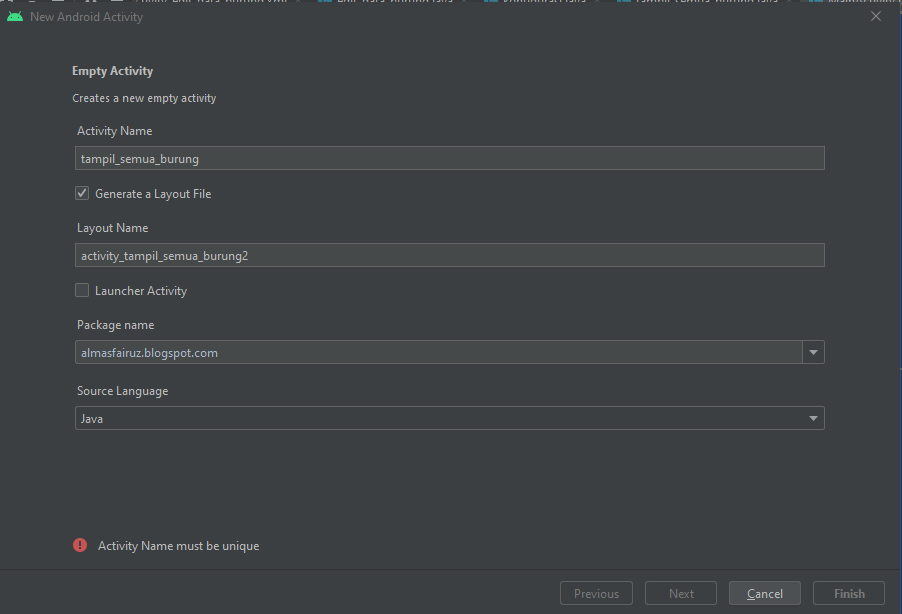 New Android Activity
Empty Activity
Creates a new empty activity
Activity Name
tampil_semua_burung
Generate a Layout File
Layout Name
activity_tampil_semua_burung2
Launcher Activity
Package name
almasfairuz.blogspot.com
Source Language
Java
Activity Name must be unique
Previous Next Cancel Finish